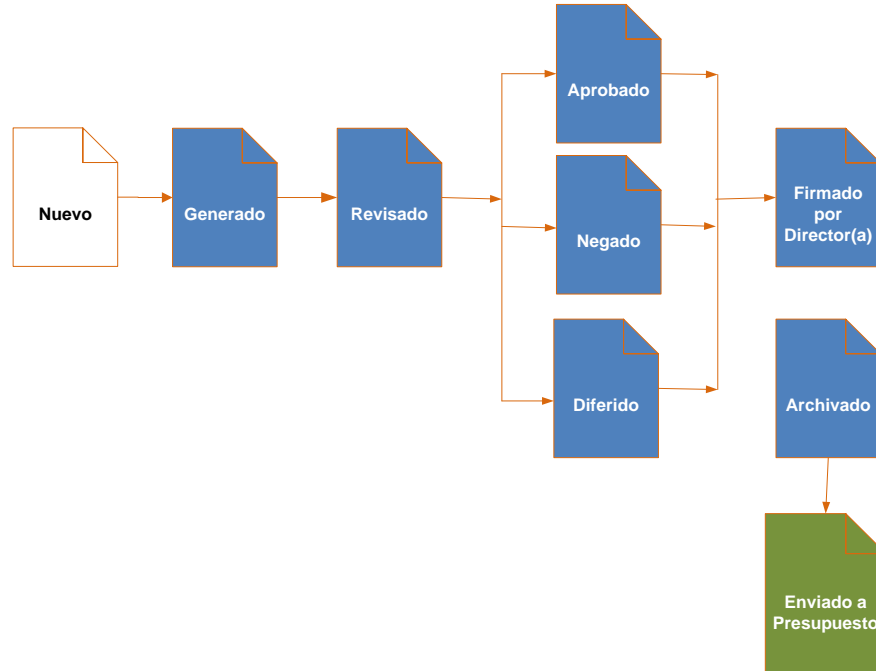 Nuevo
Generado
Revisado
Aprobado
Negado
Diferido
Firmado
por
Director(a)
Archivado
Enviado a
Presupuesto